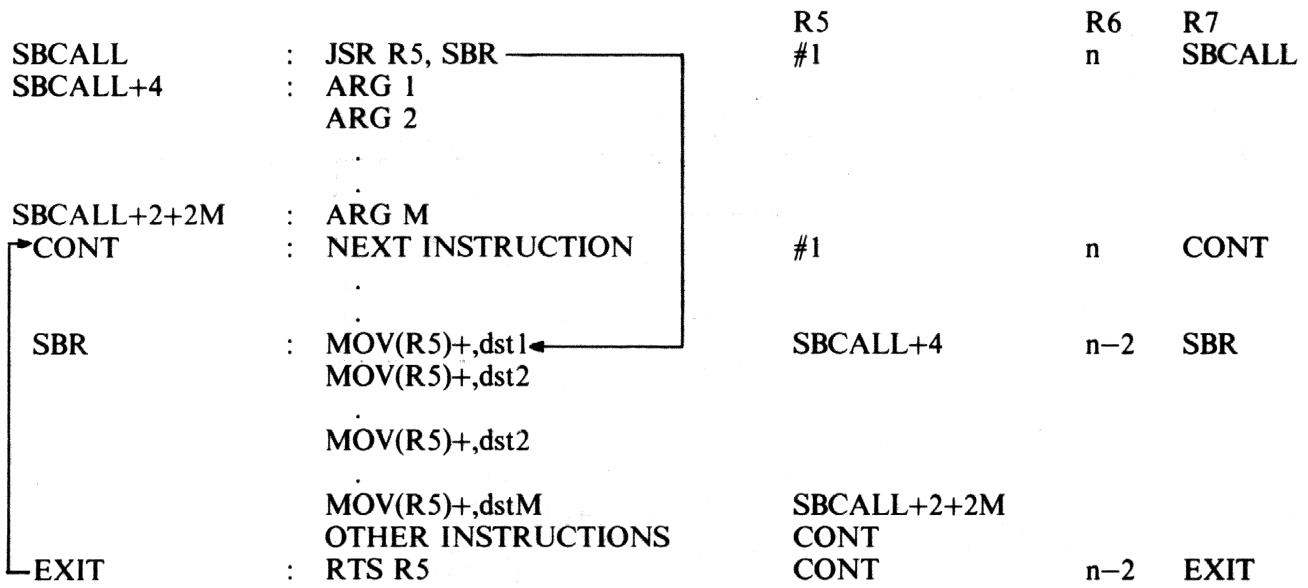 R5 R6 R7
SBCALL : JSR R5, SBR #1 n SBCALL
SBCALL+4 : ARG 1
ARG 2
.
.
SBCALL+2+2M : ARG M
CONT : NEXT INSTRUCTION #1 n CONT
.
.
SBR : MOV(R5)+,dst1 SBCALL+4 n−2 SBR
MOV(R5)+,dst2
.
MOV(R5)+,dst2
.
MOV(R5)+,dstM SBCALL+2+2M
OTHER INSTRUCTIONS CONT
EXIT : RTS R5 CONT n−2 EXIT